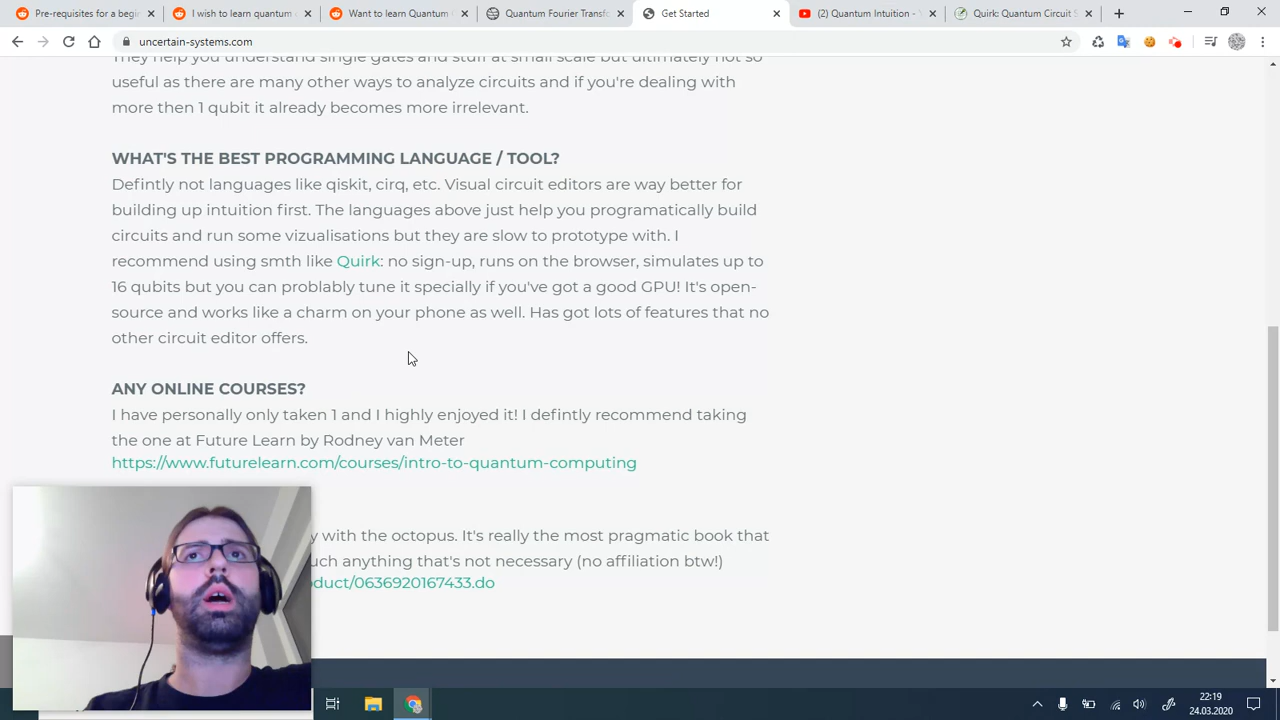 Pre-requisites for a begi
I wish to learn quantum
Want to learn Quantum
Quantum Fourier Transf
Get Started
(2) Quantum Intuition -
Quirk: Quantum Circuit S
uncertain-systems.com
They help you understand single gates and stuff at small scale but ultimately not so
useful as there are many other ways to analyze circuits and if you're dealing with
more then 1 qubit it already becomes more irrelevant.
WHAT'S THE BEST PROGRAMMING LANGUAGE / TOOL?
Defintly not languages like qiskit, cirq, etc. Visual circuit editors are way better for
building up intuition first. The languages above just help you programatically build
circuits and run some vizualisations but they are slow to prototype with. I
recommend using smth like Quirk: no sign-up, runs on the browser, simulates up to
16 qubits but you can problably tune it specially if you've got a good GPU! It's open-
source and works like a charm on your phone as well. Has got lots of features that no
other circuit editor offers.
ANY ONLINE COURSES?
I have personally only taken 1 and I highly enjoyed it! I defintly recommend taking
the one at Future Learn by Rodney van Meter
https://www.futurelearn.com/courses/intro-to-quantum-computing
y with the octopus. It's really the most pragmatic book that
uch anything that's not necessary (no affiliation btw!)
oduct/0636920167433.do
22:19
24.03.2020